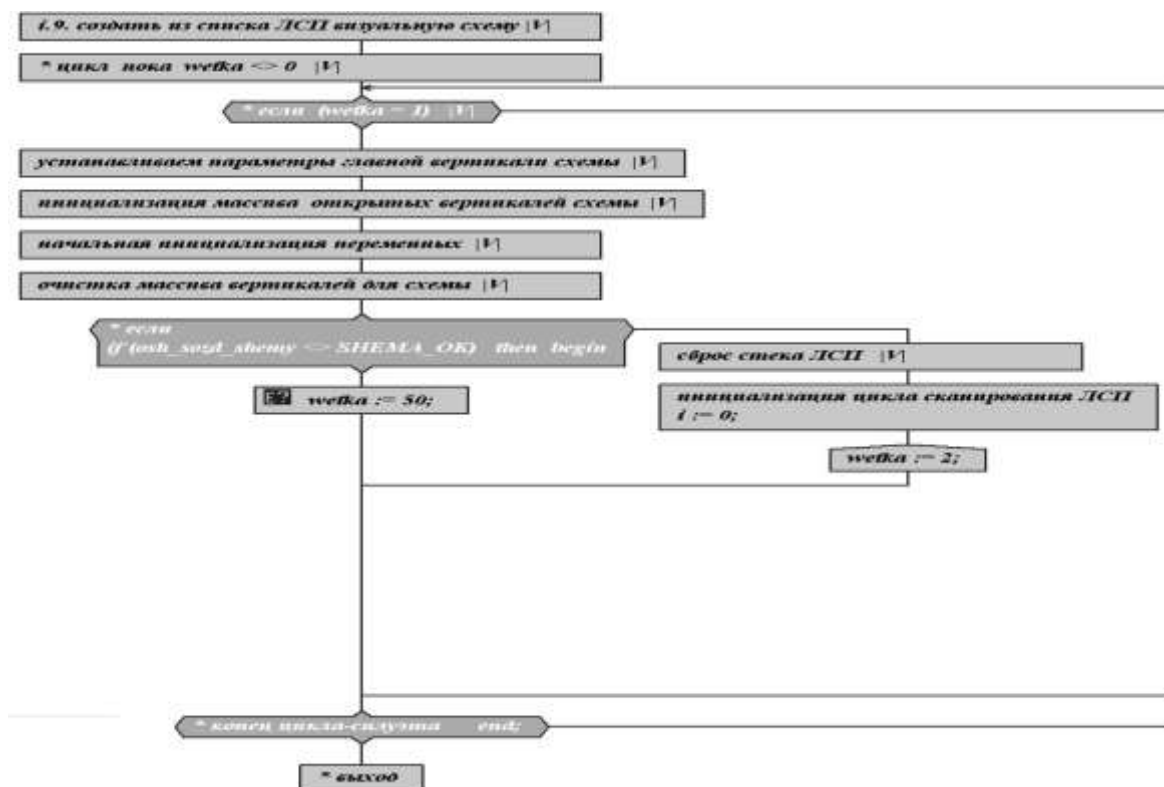 i.9. создать из списка ЛСП визуальную схему |V|
* цикл пока wetka <> 0 |V|
* если (wetka = 1) |V|
устанавливаем параметры главной вертикали схемы |V|
инициализация массива открытых вертикалей схемы |V|
начальная инициализация переменных |V|
очистка массива вертикалей для схемы |V|
* если
(f (osh_sozd_shemy <> SHEMA_OK) then begin
wetka := 50;
сброс стека ЛСП |V|
инициализация цикла сканирования ЛСП
i := 0;
wetka := 2;
* конец цикла-силуэта end;
* выход